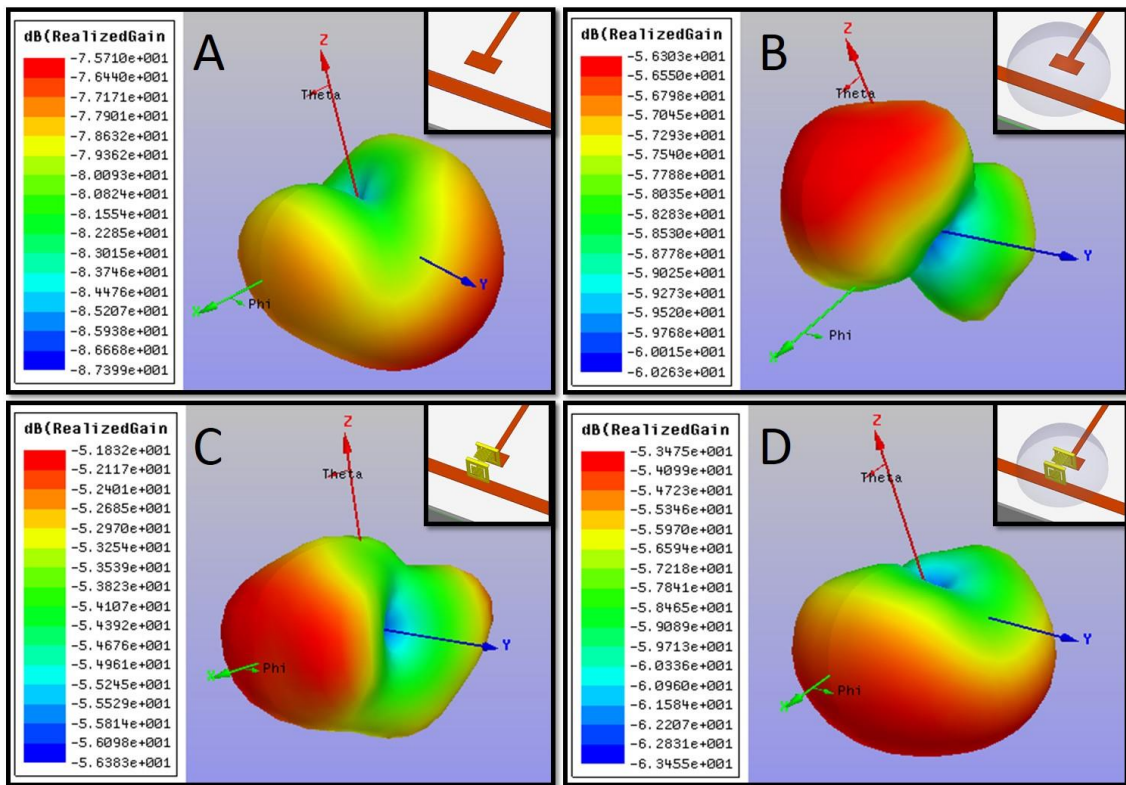 dB(RealizedGain
-7.5710e+001
-7.6440e+001
-7.7171e+001
-7.7901e+001
-7.8632e+001
-7.9362e+001
-8.0093e+001
-8.0824e+001
-8.1554e+001
-8.2285e+001
-8.3015e+001
-8.3746e+001
-8.4476e+001
-8.5207e+001
-8.5938e+001
-8.6668e+001
-8.7399e+001
A
Z
Theta
Y
X
Phi
dB(RealizedGain
-5.6303e+001
-5.6550e+001
-5.6798e+001
-5.7045e+001
-5.7293e+001
-5.7540e+001
-5.7788e+001
-5.8035e+001
-5.8283e+001
-5.8530e+001
-5.8778e+001
-5.9025e+001
-5.9273e+001
-5.9520e+001
-5.9768e+001
-6.0015e+001
-6.0263e+001
B
Z
Theta
Y
Phi
X
dB(RealizedGain
-5.1832e+001
-5.2117e+001
-5.2401e+001
-5.2685e+001
-5.2970e+001
-5.3254e+001
-5.3539e+001
-5.3823e+001
-5.4107e+001
-5.4392e+001
-5.4676e+001
-5.4961e+001
-5.5245e+001
-5.5529e+001
-5.5814e+001
-5.6098e+001
-5.6383e+001
C
Z
Theta
Y
X
Phi
dB(RealizedGain
-5.3475e+001
-5.4099e+001
-5.4723e+001
-5.5346e+001
-5.5970e+001
-5.6594e+001
-5.7218e+001
-5.7841e+001
-5.8465e+001
-5.9089e+001
-5.9713e+001
-6.0336e+001
-6.0960e+001
-6.1584e+001
-6.2207e+001
-6.2831e+001
-6.3455e+001
D
Z
Theta
Y
Phi
X